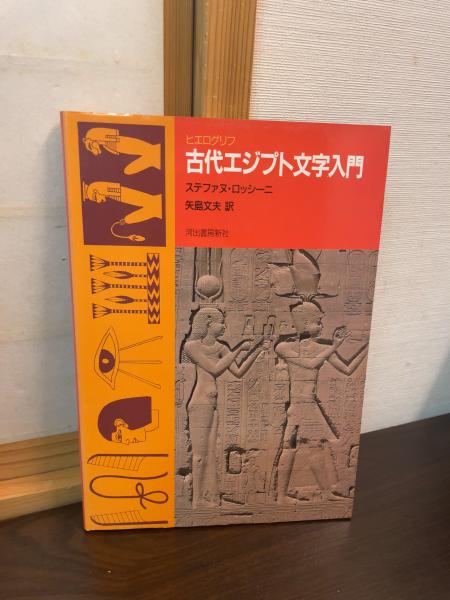 ヒエログリフ
古代エジプト文字入門
ステファヌ・ロッシーニ
矢島文夫 訳
河出書房新社